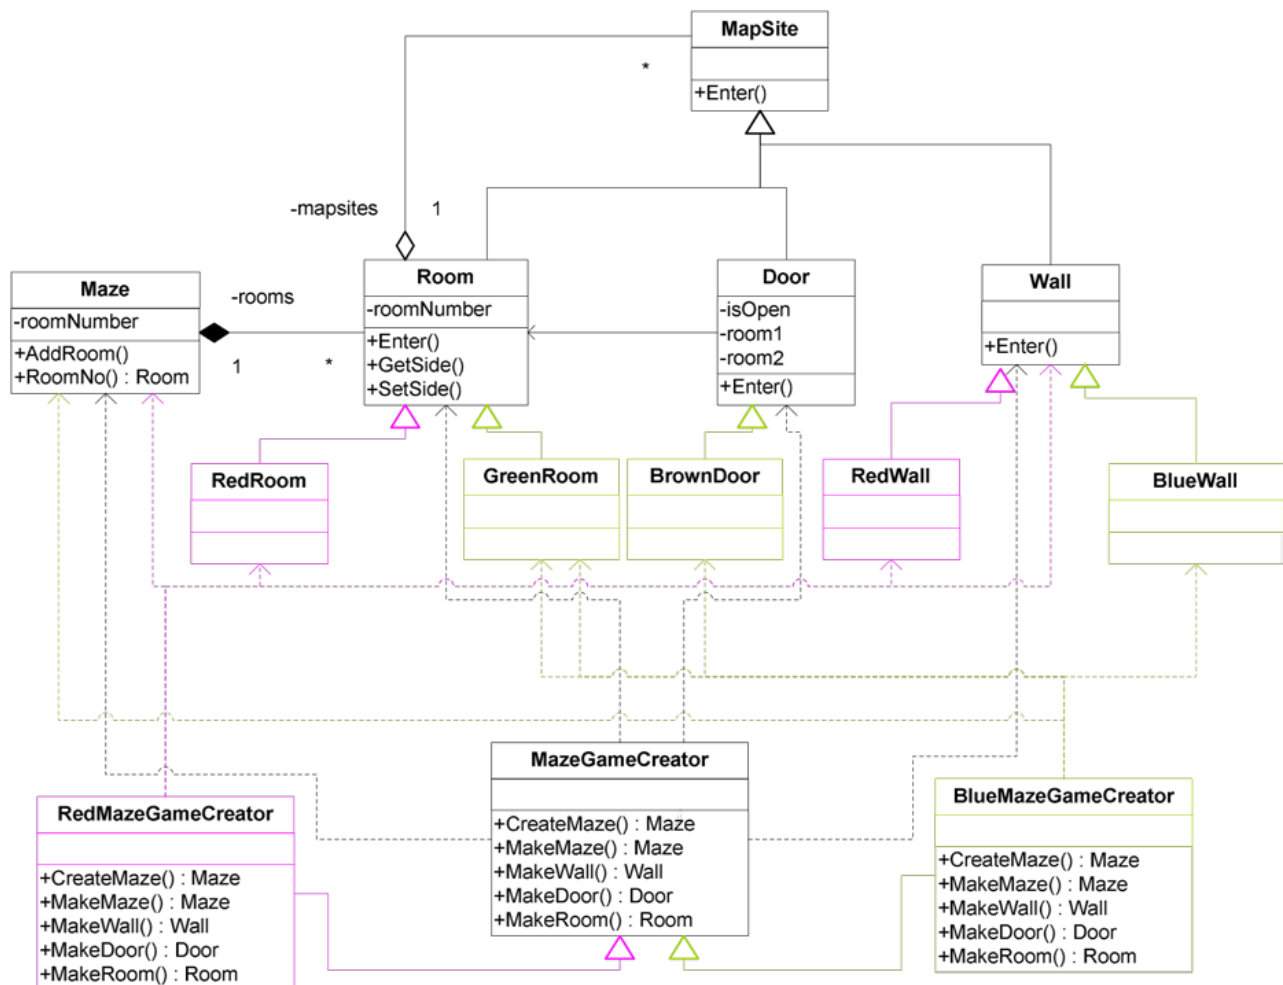 MapSite
+Enter()
*
-mapsites
1
Maze
-roomNumber
+AddRoom()
+RoomNo() : Room
-rooms
1
*
Room
-roomNumber
+Enter()
+GetSide()
+SetSide()
Door
-isOpen
-room1
-room2
+Enter()
Wall
+Enter()
RedRoom
GreenRoom
BrownDoor
RedWall
BlueWall
RedMazeGameCreator
+CreateMaze() : Maze
+MakeMaze() : Maze
+MakeWall() : Wall
+MakeDoor() : Door
+MakeRoom() : Room
MazeGameCreator
+CreateMaze() : Maze
+MakeMaze() : Maze
+MakeWall() : Wall
+MakeDoor() : Door
+MakeRoom() : Room
BlueMazeGameCreator
+CreateMaze() : Maze
+MakeMaze() : Maze
+MakeWall() : Wall
+MakeDoor() : Door
+MakeRoom() : Room